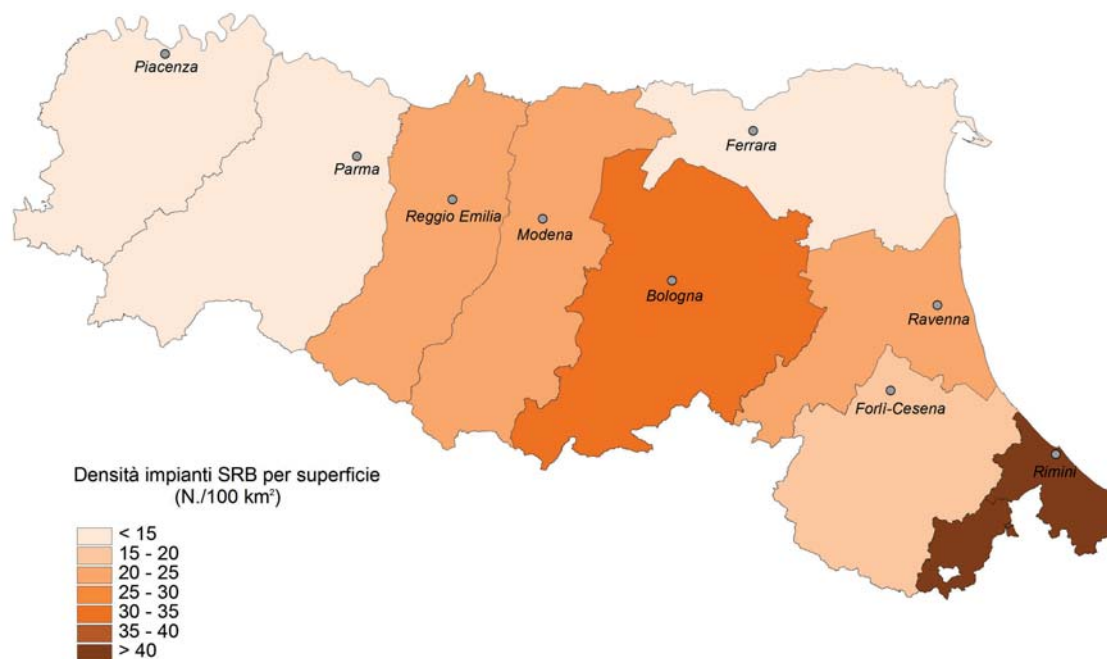 Piacenza
Parma
Reggio Emilia
Modena
Ferrara
Bologna
Ravenna
Forlì-Cesena
Rimini
Densità impianti SRB per superficie
(N./100 km²)
< 15
15 - 20
20 - 25
25 - 30
30 - 35
35 - 40
> 40